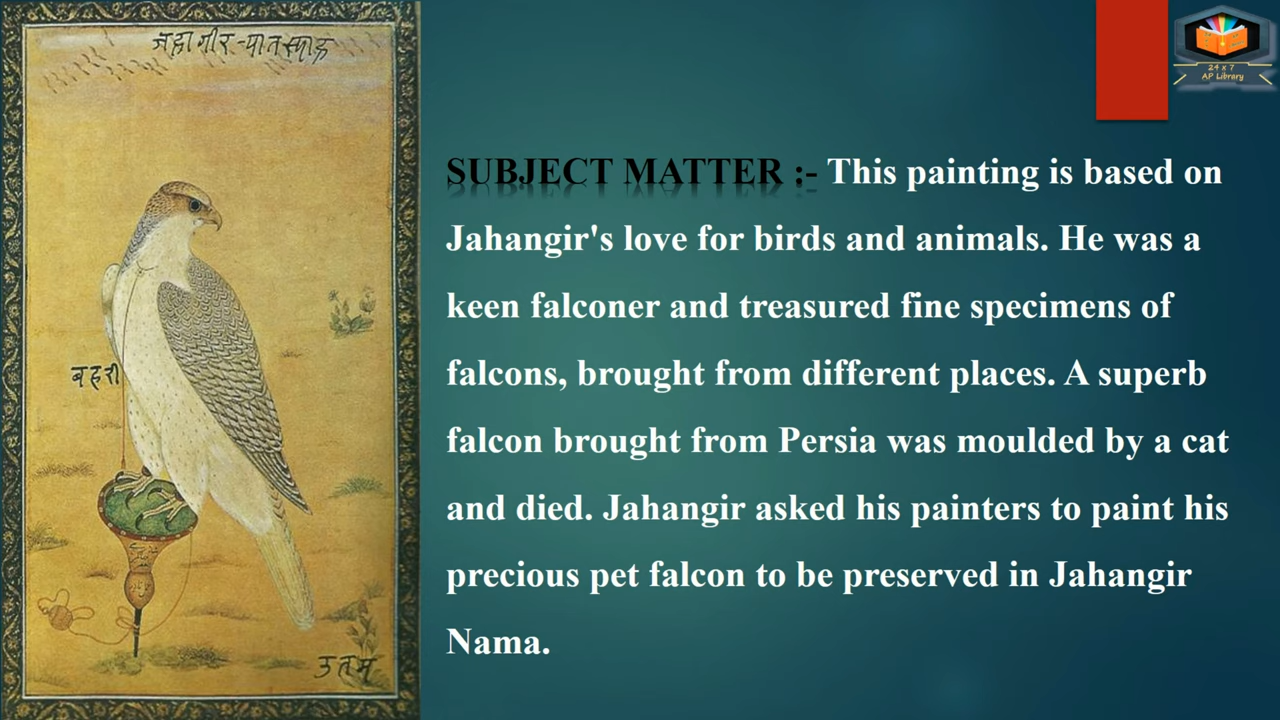 जहाँगीर-पातस्याह
बहरी
उतम
24 x 7
AP Library
SUBJECT MATTER :- This painting is based on
Jahangir's love for birds and animals. He was a
keen falconer and treasured fine specimens of
falcons, brought from different places. A superb
falcon brought from Persia was moulded by a cat
and died. Jahangir asked his painters to paint his
precious pet falcon to be preserved in Jahangir
Nama.